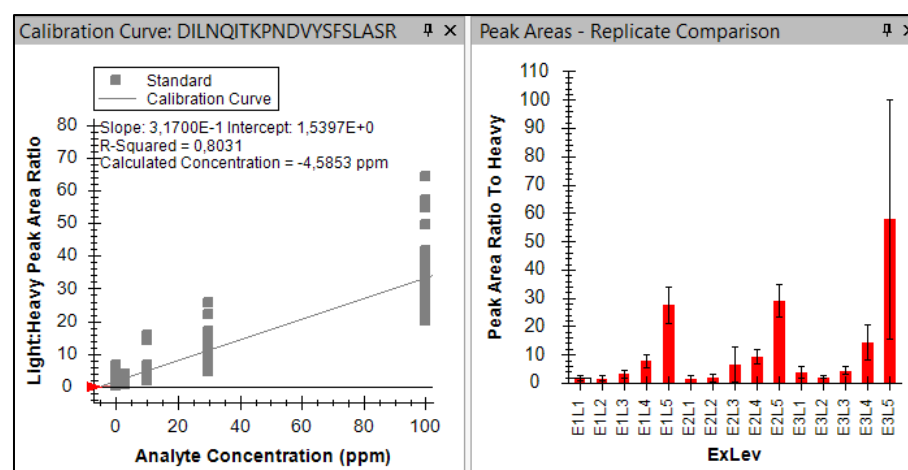 Calibration Curve: DILNQITKPNDVYSFSLASR
Standard
Calibration Curve
Slope: 3,1700E-1 Intercept: 1,5397E+0
R-Squared = 0,8031
Calculated Concentration = -4,5853 ppm
Light:Heavy Peak Area Ratio
80
70
60
50
40
30
20
10
0
0 20 40 60 80 100
Analyte Concentration (ppm)
Peak Areas - Replicate Comparison
Peak Area Ratio To Heavy
110
100
90
80
70
60
50
40
30
20
10
0
E1L1 E1L2 E1L3 E1L4 E1L5 E2L1 E2L2 E2L3 E2L4 E2L5 E3L1 E3L2 E3L3 E3L4 E3L5
ExLev